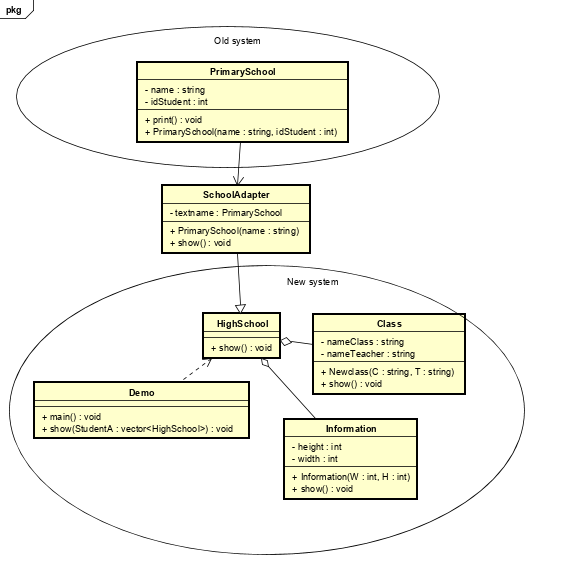 pkg
Old system
PrimarySchool
- name : string
- idStudent : int
+ print() : void
+ PrimarySchool(name : string, idStudent : int)
SchoolAdapter
- textname : PrimarySchool
+ PrimarySchool(name : string)
+ show() : void
New system
HighSchool
+ show() : void
Class
- nameClass : string
- nameTeacher : string
+ Newclass(C : string, T : string)
+ show() : void
Demo
+ main() : void
+ show(StudentA : vector<HighSchool>) : void
Information
- height : int
- width : int
+ Information(W : int, H : int)
+ show() : void